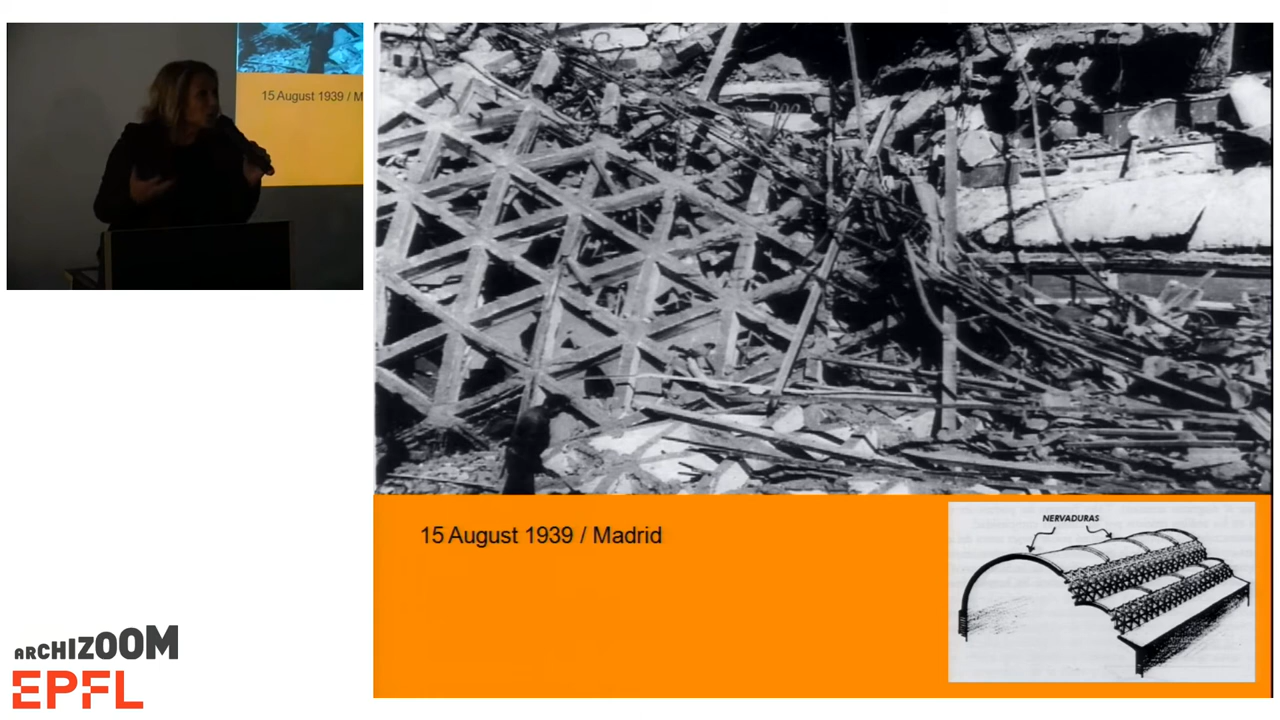 15 August 1939 / M
15 August 1939 / Madrid
NERVADURAS
ARCHIZOOM
EPFL